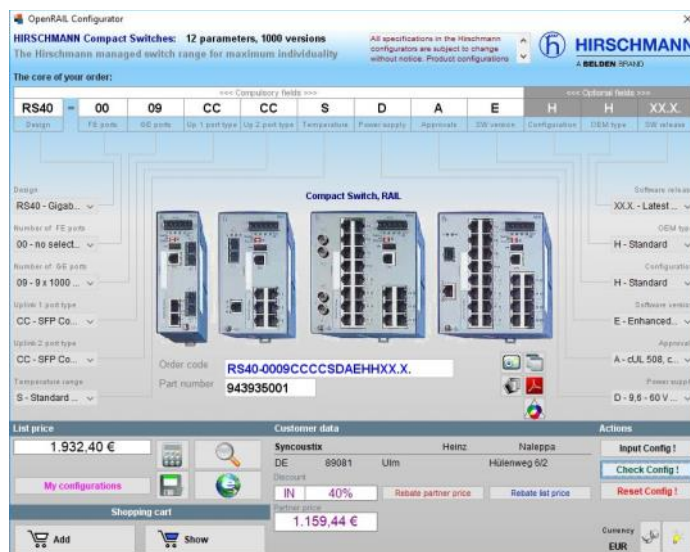 OpenRAIL Configurator
HIRSCHMANN Compact Switches: 12 parameters, 1000 versions
The Hirschmann managed switch range for maximum individuality
All specifications in the Hirschmann
configurators are subject to change
without notice. Product configurations
HIRSCHMANN
A BELDEN BRAND
The core of your order:
<<< Compulsory fields >>>
<<< Optional fields >>>
RS40 - 00 09 CC CC S D A E H H XX.X.
Design FE ports GE ports Up 1 port type Up 2 port type Temperature Power supply Approvals SW version Configuration OEM type SW release
Design
RS40 - Gigab...
Number of FE ports
00 - no select...
Number of GE ports
09 - 9 x 1000 ...
Uplink 1 port type
CC - SFP Co...
Uplink 2 port type
CC - SFP Co...
Temperature range
S - Standard ...
Compact Switch, RAIL
Software releas
XX.X. - Latest ...
OEM typ
H - Standard
Configuratio
H - Standard
Software versio
E - Enhanced...
Approval
A - cUL 508, c...
Power suppl
D - 9,6 - 60 V ...
Order code RS40-0009CCCCSDAEHHXX.X.
Part number 943935001
List price
1.932,40 €
My configurations
Shopping cart
Add
Show
Customer data
Syncoustix Heinz Naleppa
DE 89081 Ulm Hülenweg 6/2
Discount
IN 40%
Rebate partner price
Rebate list price
Partner price
1.159,44 €
Actions
Input Config !
Check Config !
Reset Config !
Currency
EUR